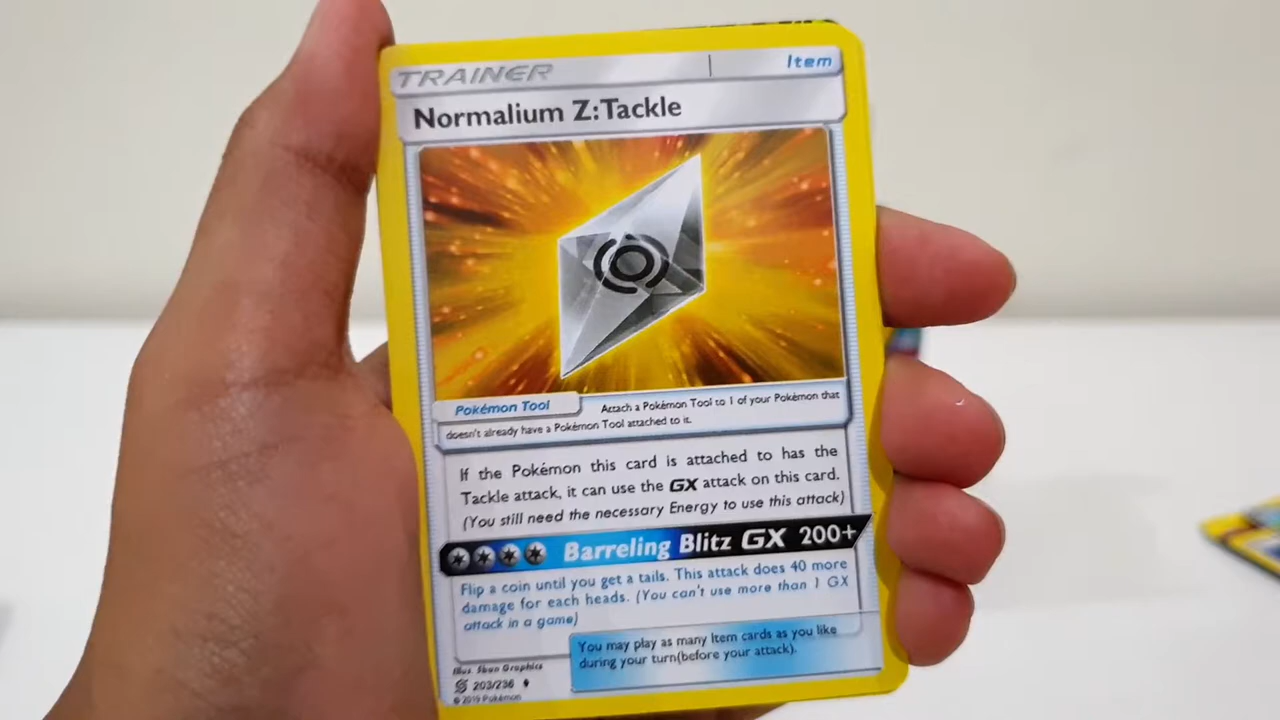 TRAINER
Item
Normalium Z:Tackle
Pokémon Tool
Attach a Pokémon Tool to 1 of your Pokémon that
doesn't already have a Pokémon Tool attached to it.
If the Pokémon this card is attached to has the
Tackle attack, it can use the GX attack on this card.
(You still need the necessary Energy to use this attack)
Barreling Blitz GX 200+
Flip a coin until you get a tails. This attack does 40 more
damage for each heads. (You can't use more than 1 GX
attack in a game)
You may play as many Item cards as you like
during your turn(before your attack).
Illus. 5ban Graphics
203/236
©2019 Pokémon